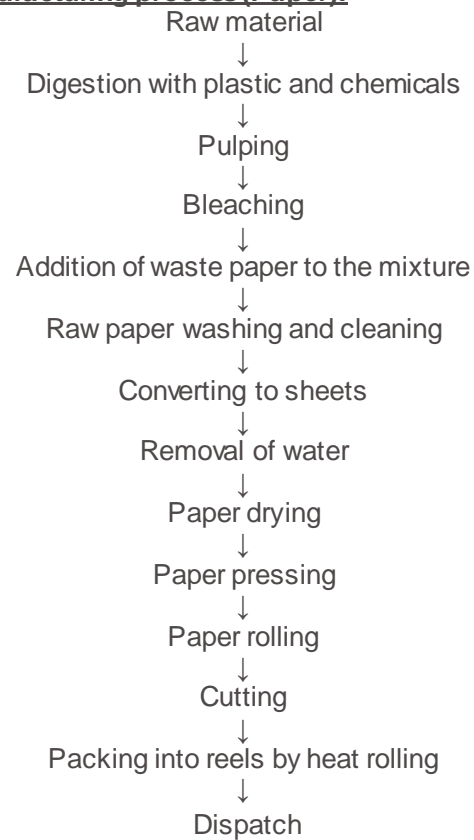 process (Paper):
Raw material
↓
Digestion with plastic and chemicals
↓
Pulping
↓
Bleaching
↓
Addition of waste paper to the mixture
↓
Raw paper washing and cleaning
↓
Converting to sheets
↓
Removal of water
↓
Paper drying
↓
Paper pressing
↓
Paper rolling
↓
Cutting
↓
Packing into reels by heat rolling
↓
Dispatch